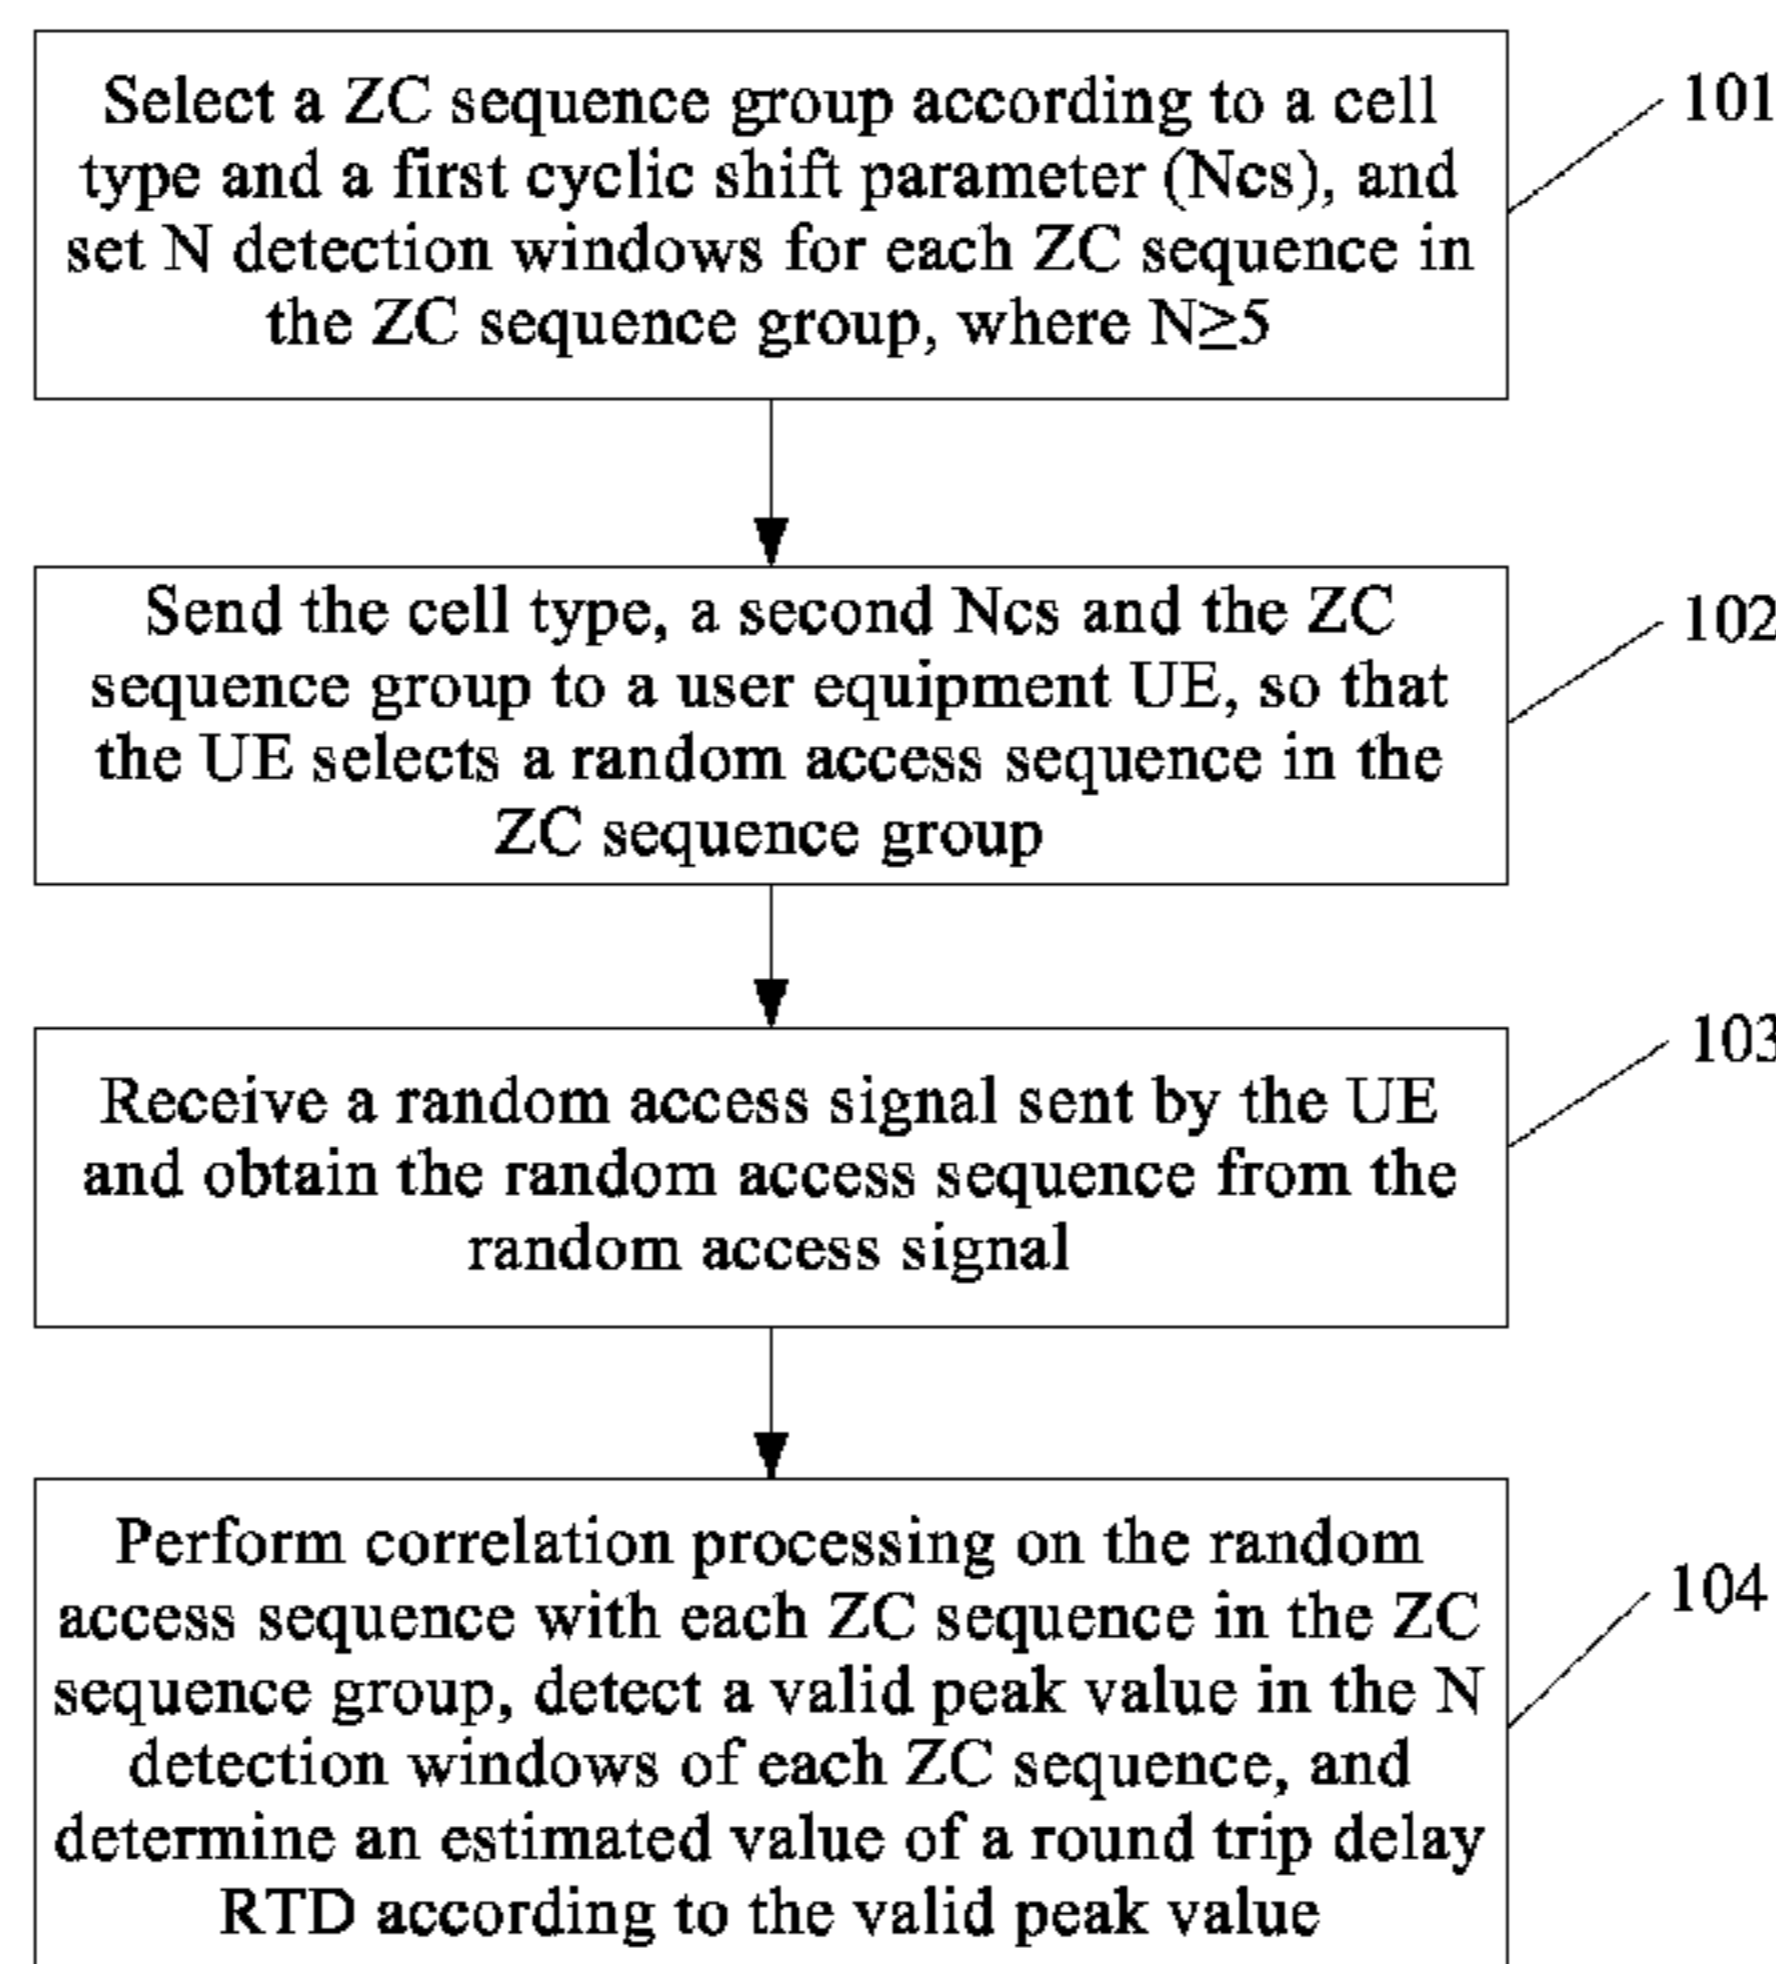 Select a ZC sequence group according to a cell
type and a first cyclic shift parameter (Ncs), and
set N detection windows for each ZC sequence in
the ZC sequence group, where N≥5
101
Send the cell type, a second Ncs and the ZC
sequence group to a user equipment UE, so that
the UE selects a random access sequence in the
ZC sequence group
102
Receive a random access signal sent by the UE
and obtain the random access sequence from the
random access signal
103
Perform correlation processing on the random
access sequence with each ZC sequence in the ZC
sequence group, detect a valid peak value in the N
detection windows of each ZC sequence, and
determine an estimated value of a round trip delay
RTD according to the valid peak value
104